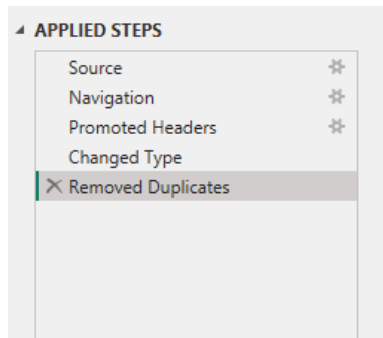 APPLIED STEPS
Source
Navigation
Promoted Headers
Changed Type
Removed Duplicates